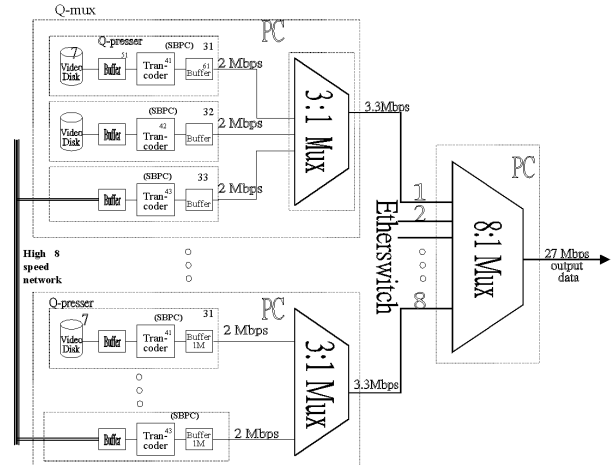 Q-mux
PC
Q-presser
(SBPC) 31
7
Video
Disk
51
Buffer
41
Tran-
coder
61
Buffer
2 Mbps
(SBPC) 32
Video
Disk
Buffer
42
Tran-
coder
Buffer
2 Mbps
(SBPC) 33
Buffer
43
Tran-
coder
Buffer
2 Mbps
3:1 Mux
3.3Mbps
High 8
speed
network
Etherswitch
1
2
8
PC
8:1 Mux
27 Mbps
output
data
Q-presser
PC
(SBPC) 31
7
Video
Disk
Buffer
41
Tran-
coder
Buffer
1M
2 Mbps
(SBPC)
Buffer
43
Tran-
coder
Buffer
1M
2 Mbps
3:1 Mux
3.3Mbps